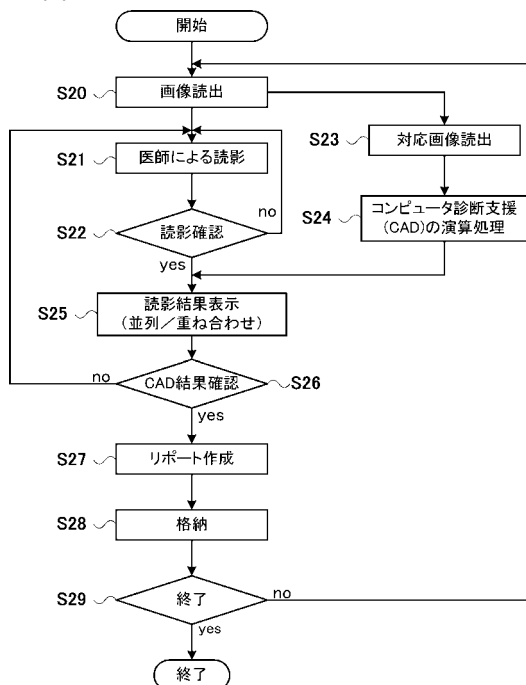 開始
S20
画像読出
S23
対応画像読出
S21
医師による読影
S24
コンピュータ診断支援
(CAD)の演算処理
S22
読影確認
no
yes
S25
読影結果表示
(並列/重ね合わせ)
no
CAD結果確認
S26
yes
S27
リポート作成
S28
格納
S29
終了
no
yes
終了